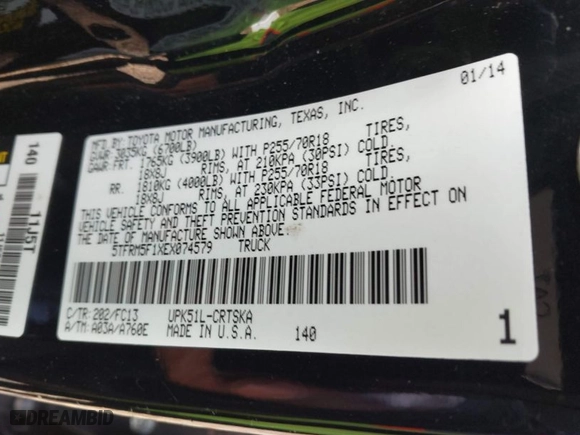 01/14
MFD.BY:TOYOTA MOTOR MANUFACTURING, TEXAS, INC.
GVWR 3035KG (6700LB)
GAWR:FRT. 1765KG (3900LB) WITH P255/70R18 TIRES,
18X8J RIMS, AT 210KPA (30PSI) COLD.
RR. 1810KG (4000LB) WITH P255/70R18 TIRES,
18X8J RIMS, AT 230KPA (33PSI) COLD.
THIS VEHICLE CONFORMS TO ALL APPLICABLE FEDERAL MOTOR
VEHICLE SAFETY AND THEFT PREVENTION STANDARDS IN EFFECT ON
THE DATE OF MANUFACTURE SHOWN ABOVE.
5TFRM5F1XEX074579 TRUCK
C/TR:202/FC13 UPK51L-CRTSKA
A/TM:A03A/A760E MADE IN U.S.A. 140
1
140
11J5T
DREAMBID